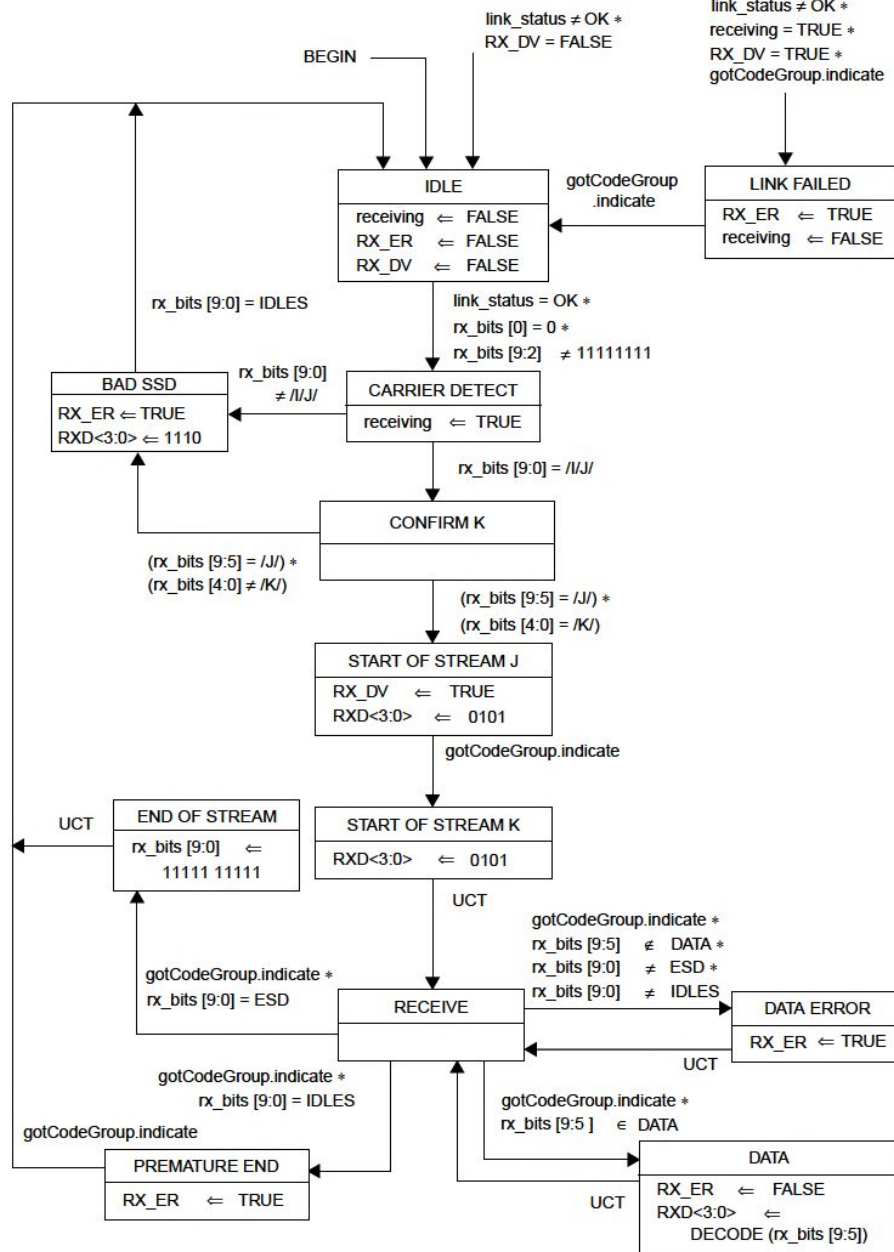 link_status ≠ OK ∗
RX_DV = FALSE
link_status ≠ OK ∗
receiving = TRUE ∗
RX_DV = TRUE ∗
gotCodeGroup.indicate
BEGIN
IDLE
receiving ⇐ FALSE
RX_ER ⇐ FALSE
RX_DV ⇐ FALSE
gotCodeGroup
.indicate
LINK FAILED
RX_ER ⇐ TRUE
receiving ⇐ FALSE
rx_bits [9:0] = IDLES
link_status = OK ∗
rx_bits [0] = 0 ∗
rx_bits [9:2] ≠ 11111111
BAD SSD
RX_ER ⇐ TRUE
RXD<3:0> ⇐ 1110
rx_bits [9:0]
≠ /I/J/
CARRIER DETECT
receiving ⇐ TRUE
rx_bits [9:0] = /I/J/
CONFIRM K
(rx_bits [9:5] = /J/) ∗
(rx_bits [4:0] ≠ /K/)
(rx_bits [9:5] = /J/) ∗
(rx_bits [4:0] = /K/)
START OF STREAM J
RX_DV ⇐ TRUE
RXD<3:0> ⇐ 0101
gotCodeGroup.indicate
UCT
END OF STREAM
rx_bits [9:0] ⇐
11111 11111
START OF STREAM K
RXD<3:0> ⇐ 0101
UCT
gotCodeGroup.indicate ∗
rx_bits [9:0] = ESD
gotCodeGroup.indicate ∗
rx_bits [9:5] ∉ DATA ∗
rx_bits [9:0] ≠ ESD ∗
rx_bits [9:0] ≠ IDLES
RECEIVE
DATA ERROR
RX_ER ⇐ TRUE
UCT
gotCodeGroup.indicate ∗
rx_bits [9:0] = IDLES
gotCodeGroup.indicate ∗
rx_bits [9:5 ] ∈ DATA
gotCodeGroup.indicate
PREMATURE END
RX_ER ⇐ TRUE
UCT
DATA
RX_ER ⇐ FALSE
RXD<3:0> ⇐
DECODE (rx_bits [9:5])